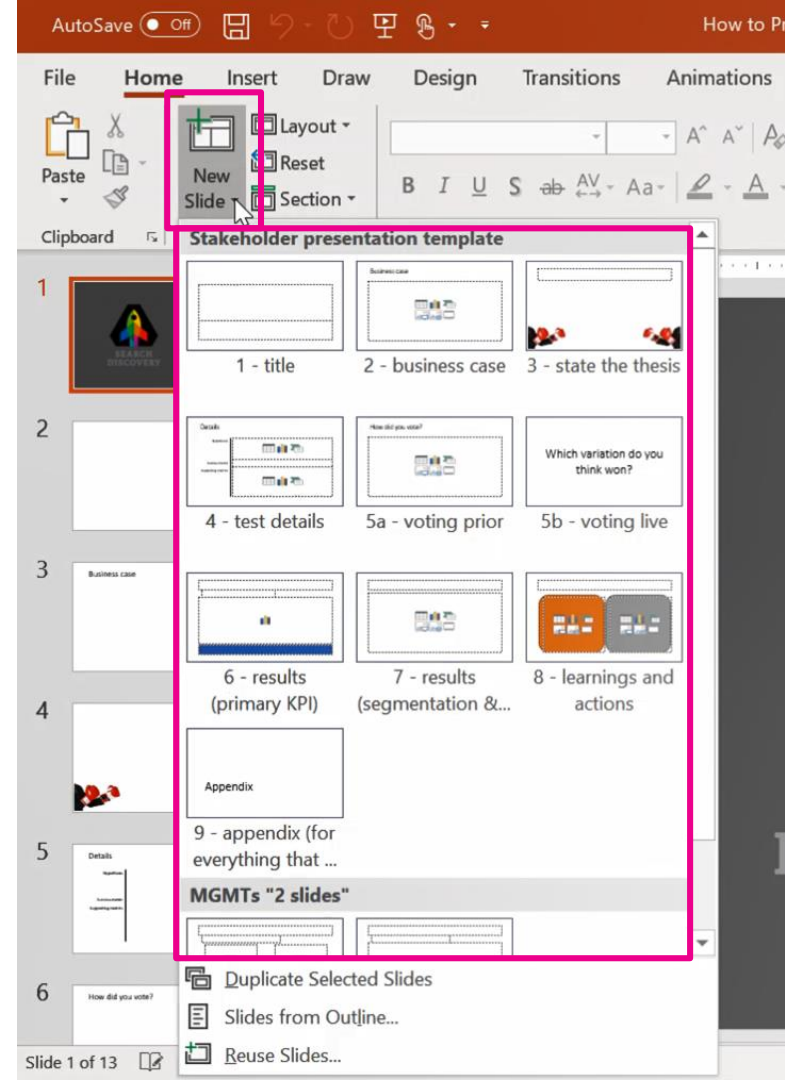 AutoSave Off How to Pr
File Home Insert Draw Design Transitions Animations
Paste
New
Slide
Layout
Reset
Section
B I U S ab AV Aa A
A A
Clipboard
Stakeholder presentation template
1
SEARCH
DISCOVERY
2
3
Business case
4
5
Details
6
How did you vote?
1 - title
Business case
2 - business case
3 - state the thesis
Details
4 - test details
How did you vote?
5a - voting prior
Which variation do you
think won?
5b - voting live
6 - results
(primary KPI)
7 - results
(segmentation &...
8 - learnings and
actions
Appendix
9 - appendix (for
everything that ...
MGMTs "2 slides"
Duplicate Selected Slides
Slides from Outline...
Reuse Slides...
Slide 1 of 13